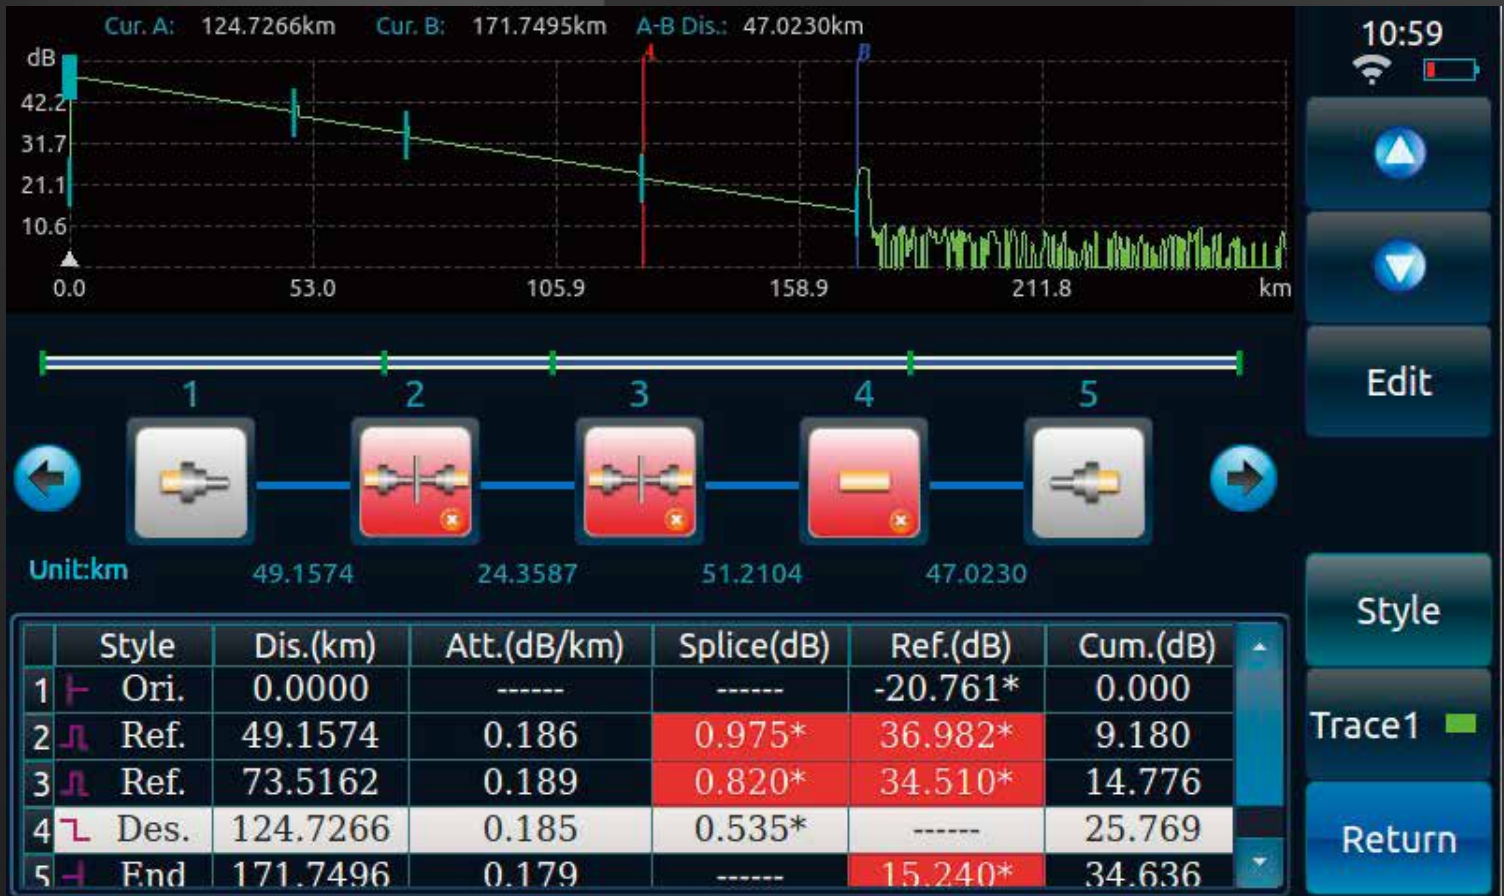 Cur. A: 124.7266km Cur. B: 171.7495km A-B Dis.: 47.0230km
10:59
A B
dB
42.2
31.7
21.1
10.6
0.0 53.0 105.9 158.9 211.8 km
Edit
1 2 3 4 5
Unit:km 49.1574 24.3587 51.2104 47.0230
Style
Style Dis.(km) Att.(dB/km) Splice(dB) Ref.(dB) Cum.(dB)
1 Ori. 0.0000 ------ ------ -20.761* 0.000
2 Ref. 49.1574 0.186 0.975* 36.982* 9.180
Trace1
3 Ref. 73.5162 0.189 0.820* 34.510* 14.776
4 Des. 124.7266 0.185 0.535* ------ 25.769
Return
5 End 171.7496 0.179 ------ 15.240* 34.636